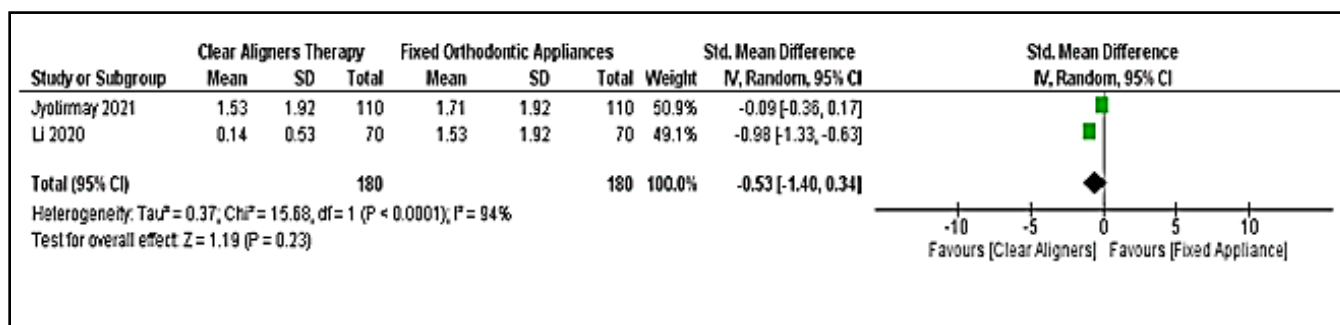 Clear Aligners Therapy Fixed Orthodontic Appliances Std. Mean Difference Std. Mean Difference
Study or Subgroup Mean SD Total Mean SD Total Weight IV, Random, 95% CI IV, Random, 95% CI
Jyotirmay 2021 1.53 1.92 110 1.71 1.92 110 50.9% -0.09 [-0.36, 0.17]
Li 2020 0.14 0.53 70 1.53 1.92 70 49.1% -0.98 [-1.33, -0.63]
Total (95% CI) 180 180 100.0% -0.53 [-1.40, 0.34]
Heterogeneity: Tau² = 0.37; Chi² = 15.68, df = 1 (P < 0.0001); I² = 94%
Test for overall effect: Z = 1.19 (P = 0.23)
-10 -5 0 5 10
Favours [Clear Aligners] Favours [Fixed Appliance]